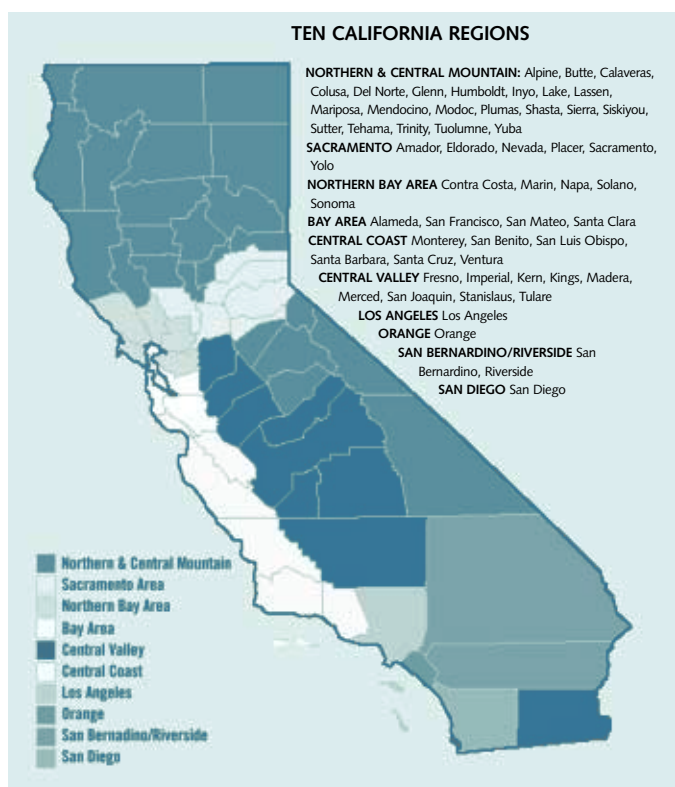 TEN CALIFORNIA REGIONS
NORTHERN & CENTRAL MOUNTAIN: Alpine, Butte, Calaveras,
Colusa, Del Norte, Glenn, Humboldt, Inyo, Lake, Lassen,
Mariposa, Mendocino, Modoc, Plumas, Shasta, Sierra, Siskiyou,
Sutter, Tehama, Trinity, Tuolumne, Yuba
SACRAMENTO Amador, Eldorado, Nevada, Placer, Sacramento,
Yolo
NORTHERN BAY AREA Contra Costa, Marin, Napa, Solano,
Sonoma
BAY AREA Alameda, San Francisco, San Mateo, Santa Clara
CENTRAL COAST Monterey, San Benito, San Luis Obispo,
Santa Barbara, Santa Cruz, Ventura
CENTRAL VALLEY Fresno, Imperial, Kern, Kings, Madera,
Merced, San Joaquin, Stanislaus, Tulare
LOS ANGELES Los Angeles
ORANGE Orange
SAN BERNARDINO/RIVERSIDE San
Bernardino, Riverside
SAN DIEGO San Diego
Northern & Central Mountain
Sacramento Area
Northern Bay Area
Bay Area
Central Valley
Central Coast
Los Angeles
Orange
San Bernadino/Riverside
San Diego